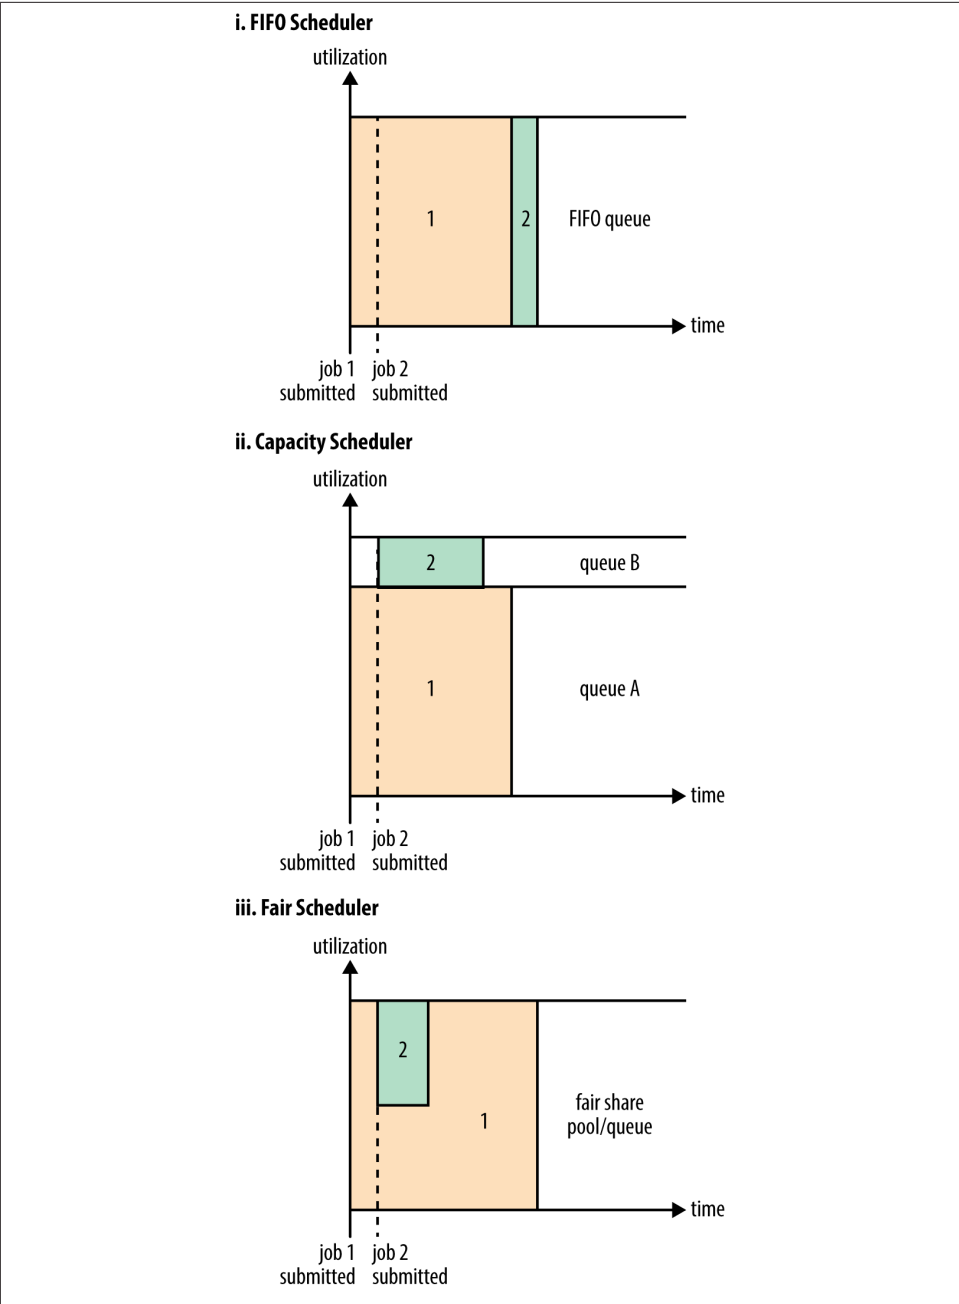 i. FIFO Scheduler
utilization
1
2
FIFO queue
time
job 1
submitted
job 2
submitted
ii. Capacity Scheduler
utilization
2
queue B
1
queue A
time
job 1
submitted
job 2
submitted
iii. Fair Scheduler
utilization
2
1
fair share
pool/queue
time
job 1
submitted
job 2
submitted